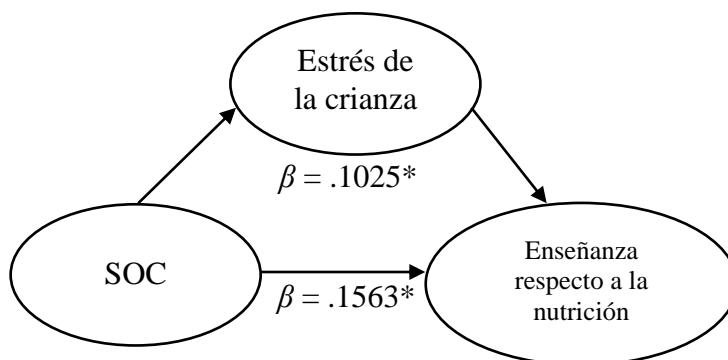 Estrés de
la crianza
β = .1025*
SOC
Enseñanza
respecto a la
nutrición
β = .1563*